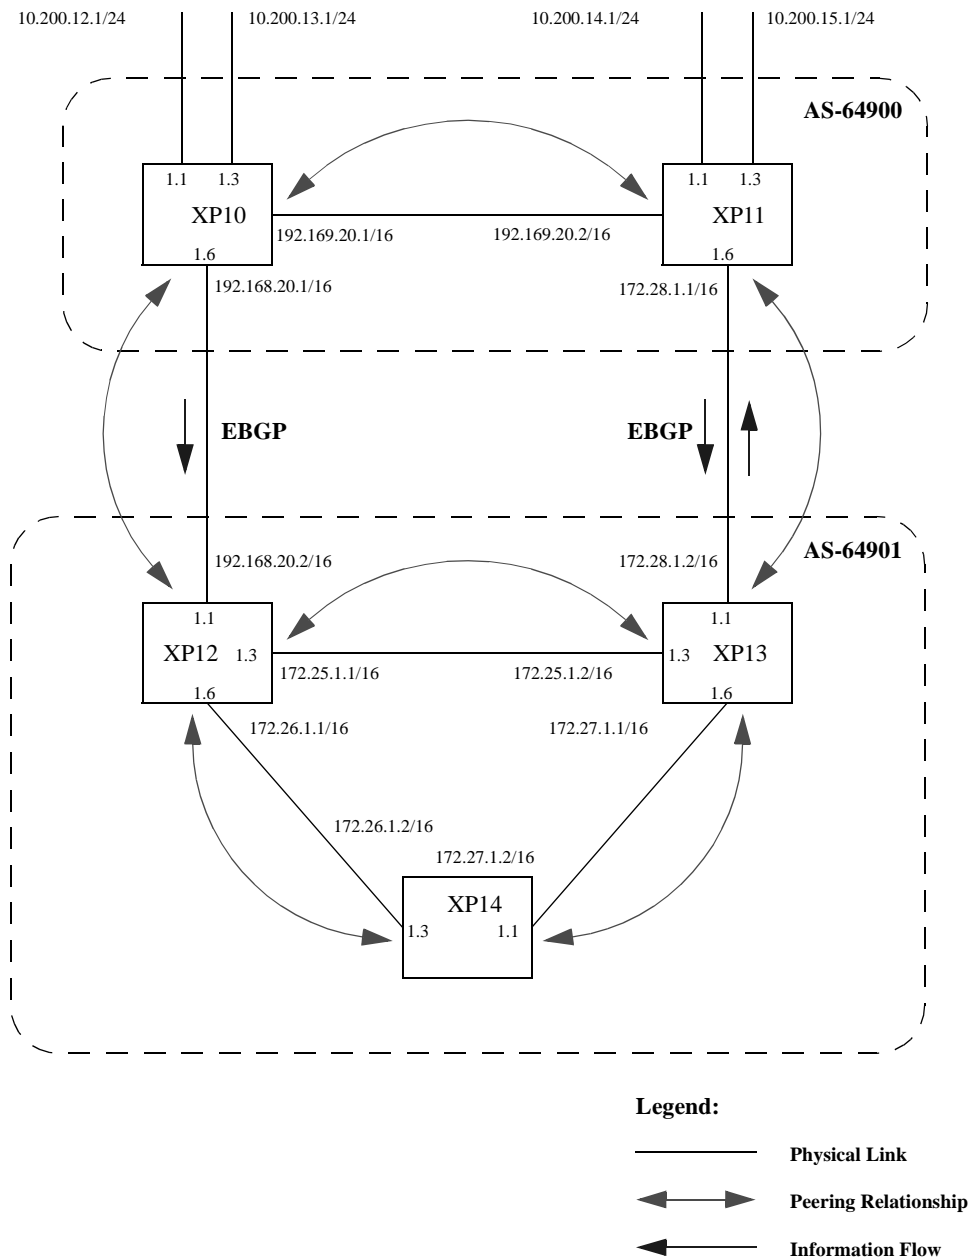 10.200.12.1/24
10.200.13.1/24
10.200.14.1/24
10.200.15.1/24
AS-64900
1.1
1.3
1.1
1.3
XP10
XP11
192.169.20.1/16
192.169.20.2/16
1.6
1.6
192.168.20.1/16
172.28.1.1/16
EBGP
EBGP
192.168.20.2/16
172.28.1.2/16
AS-64901
1.1
1.1
XP12
1.3
1.3
XP13
172.25.1.1/16
172.25.1.2/16
1.6
1.6
172.26.1.1/16
172.27.1.1/16
172.26.1.2/16
172.27.1.2/16
XP14
1.3
1.1
Legend:
Physical Link
Peering Relationship
Information Flow